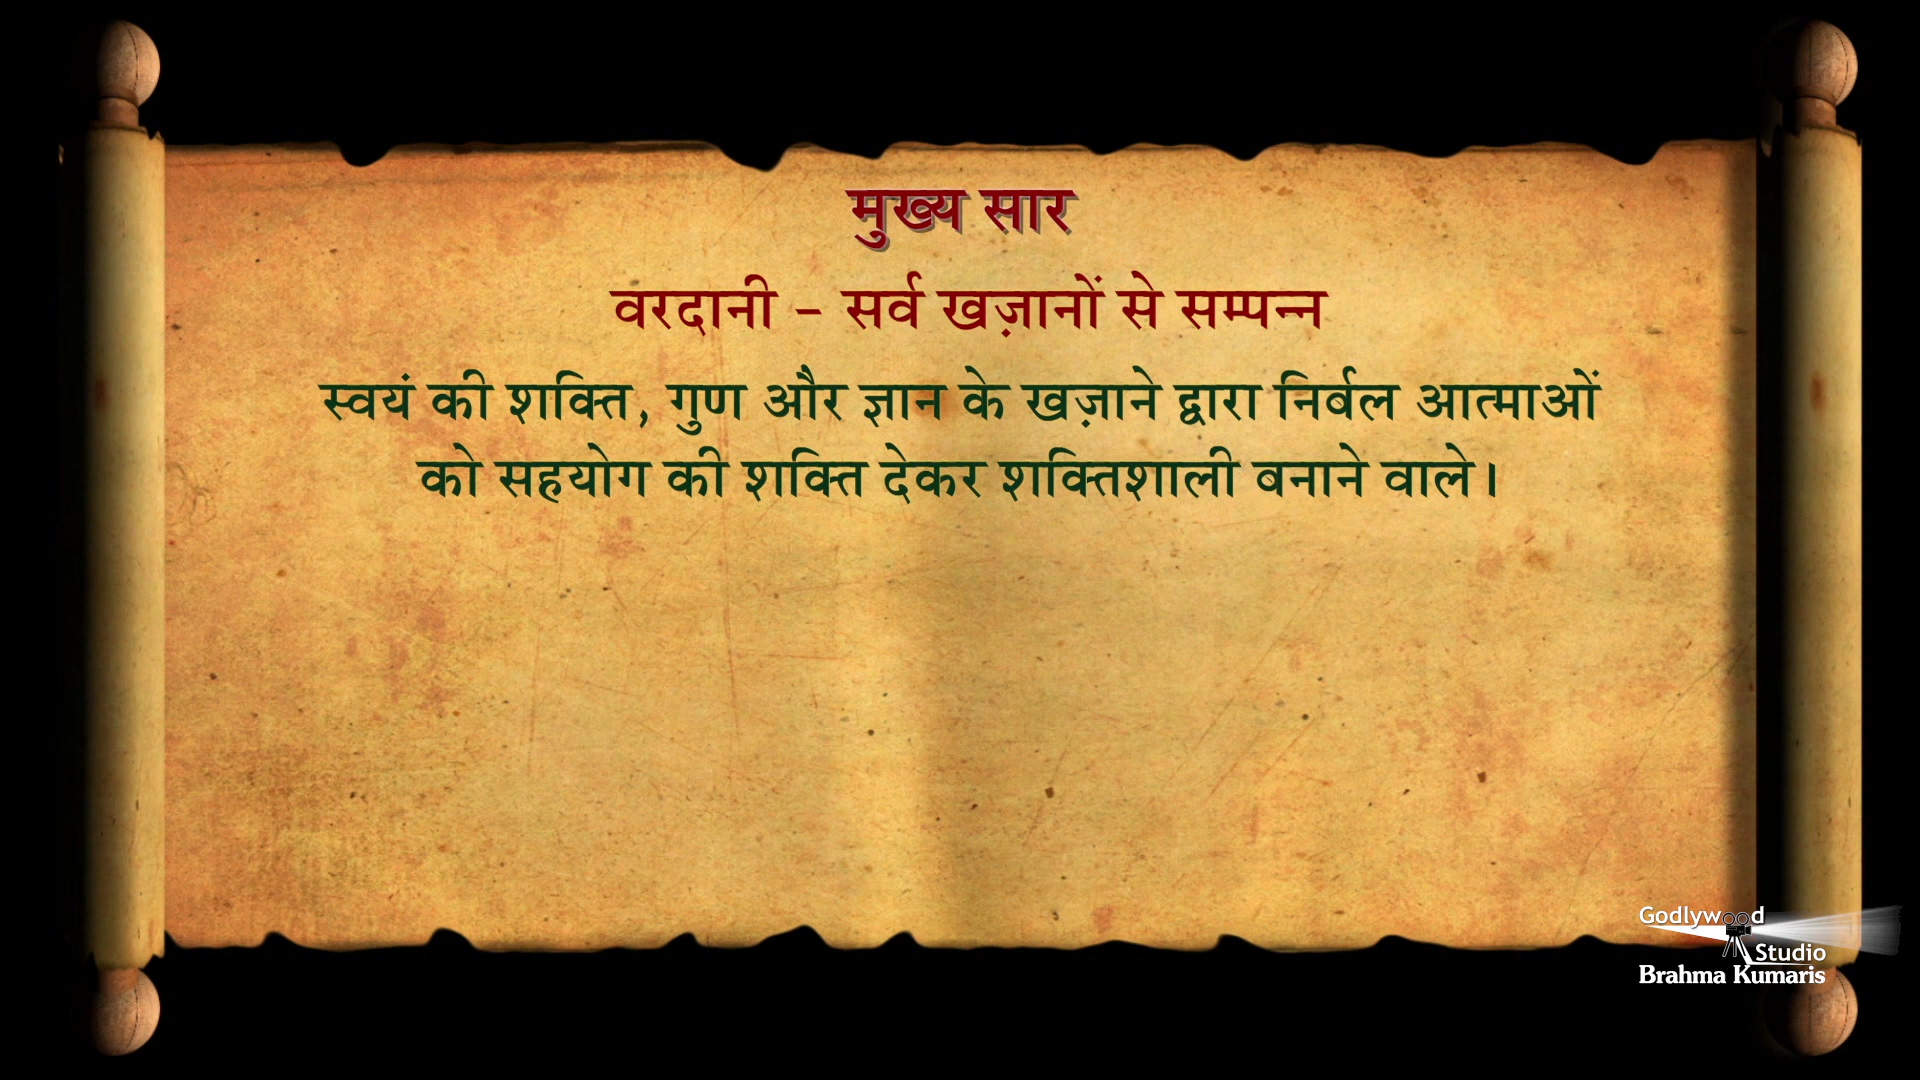 मुख्य सार
वरदानी - सर्व खज़ानों से सम्पन्न
स्वयं की शक्ति, गुण और ज्ञान के खज़ाने द्वारा निर्बल आत्माओं
को सहयोग की शक्ति देकर शक्तिशाली बनाने वाले।
Godlywood
Studio
Brahma Kumaris